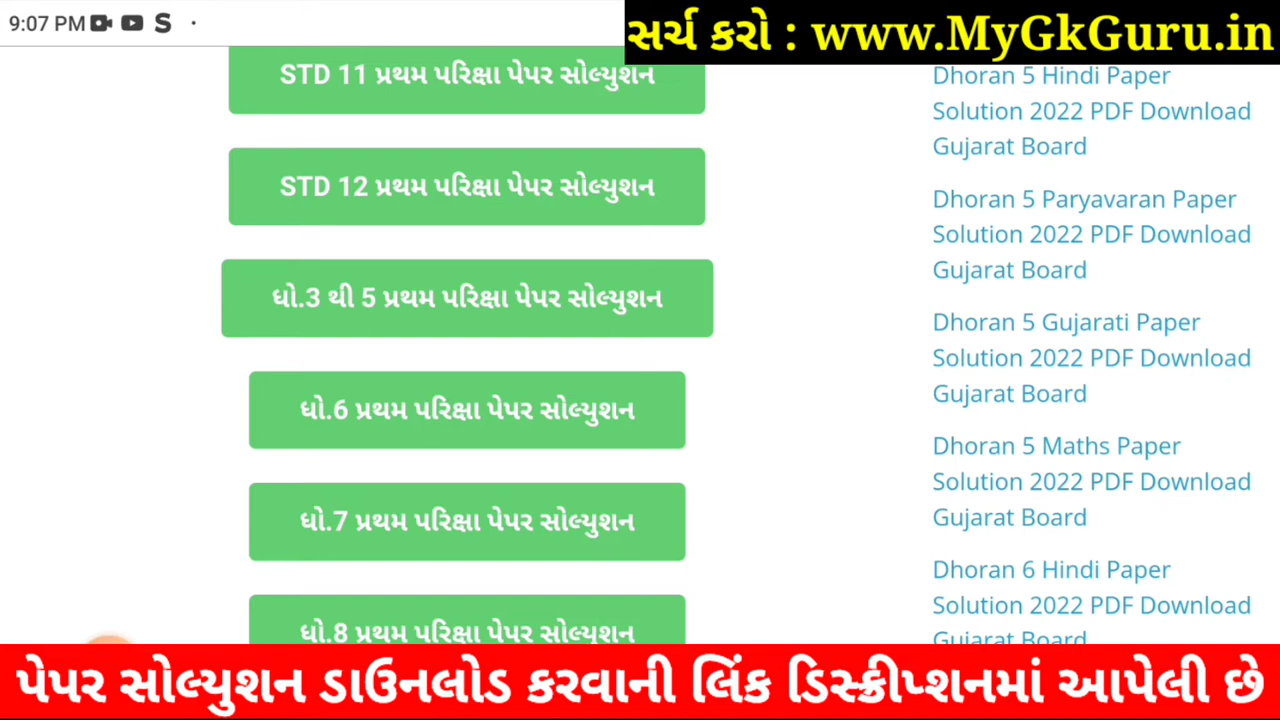 9:07 PM
સર્ચ કરો : www.MyGkGuru.in
STD 11 પ્રથમ પરિક્ષા પેપર સોલ્યુશન
STD 12 પ્રથમ પરિક્ષા પેપર સોલ્યુશન
ધો.3 થી 5 પ્રથમ પરિક્ષા પેપર સોલ્યુશન
ધો.6 પ્રથમ પરિક્ષા પેપર સોલ્યુશન
ધો.7 પ્રથમ પરિક્ષા પેપર સોલ્યુશન
ધો.8 પ્રથમ પરિક્ષા પેપર સોલ્યુશન
Dhoran 5 Hindi Paper
Solution 2022 PDF Download
Gujarat Board
Dhoran 5 Paryavaran Paper
Solution 2022 PDF Download
Gujarat Board
Dhoran 5 Gujarati Paper
Solution 2022 PDF Download
Gujarat Board
Dhoran 5 Maths Paper
Solution 2022 PDF Download
Gujarat Board
Dhoran 6 Hindi Paper
Solution 2022 PDF Download
Gujarat Board
પેપર સોલ્યુશન ડાઉનલોડ કરવાની લિંક ડિસ્ક્રીપ્શનમાં આપેલી છે